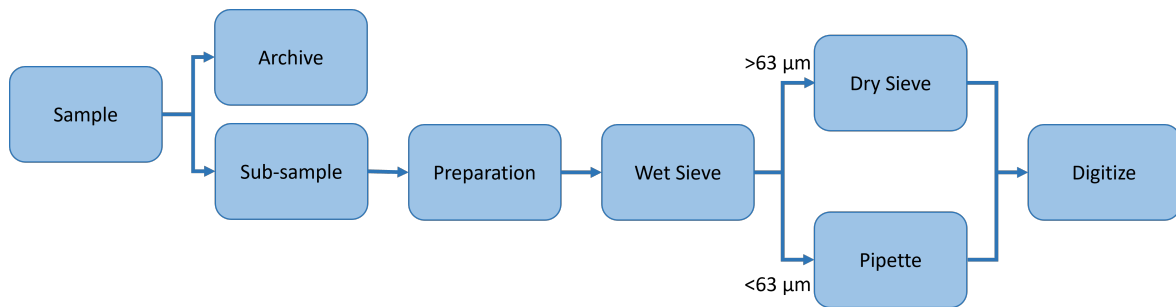 Sample
Archive
Sub-sample
Preparation
Wet Sieve
>63 µm
Dry Sieve
<63 µm
Pipette
Digitize